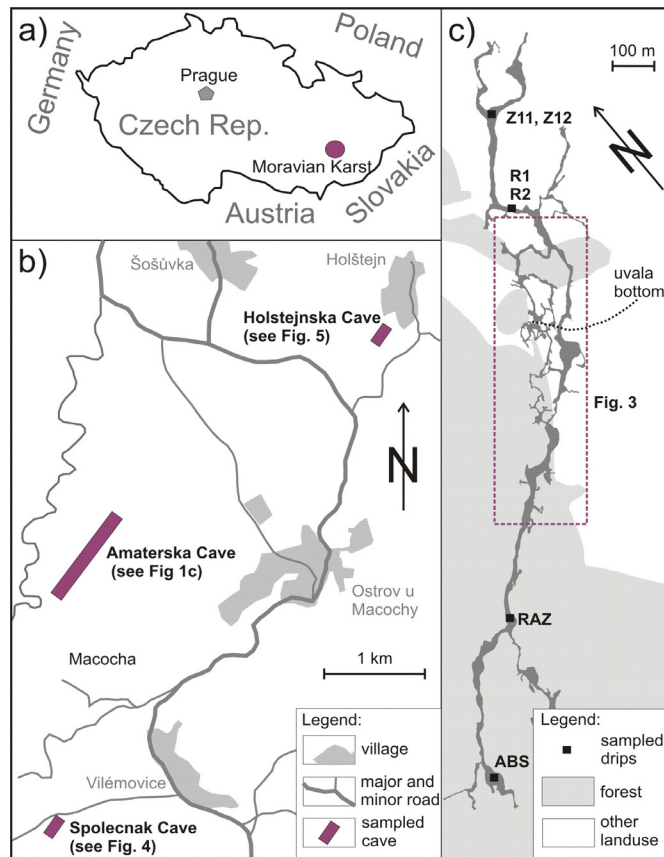 a)
Germany
Poland
Prague
Czech Rep.
Moravian Karst
Slovakia
Austria
b)
Šošůvka
Holštejn
Holstejnska Cave
(see Fig. 5)
N
Amaterska Cave
(see Fig 1c)
Ostrov u
Macochy
Macocha
1 km
Vilémovice
Spolecnak Cave
(see Fig. 4)
Legend:
village
major and
minor road
sampled
cave
c)
100 m
N
Z11, Z12
R1
R2
uvala
bottom
Fig. 3
RAZ
ABS
Legend:
sampled
drips
forest
other
landuse